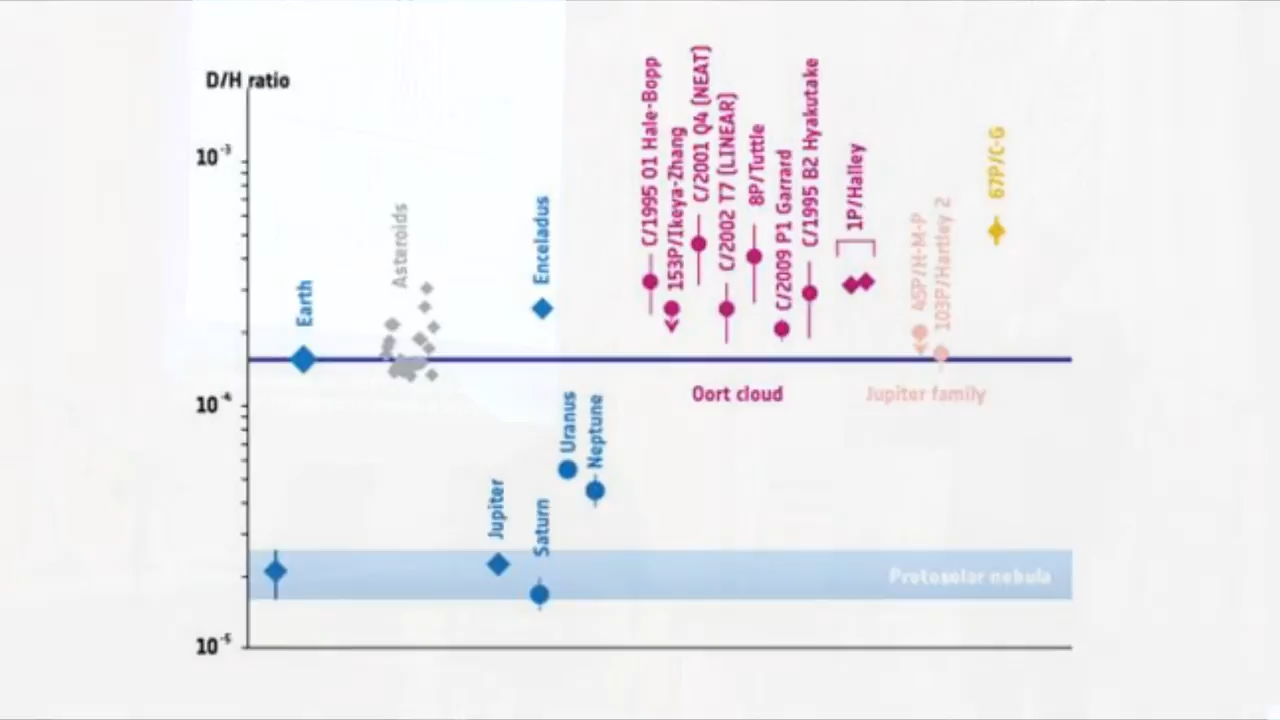 D/H ratio
10⁻³
10⁻⁴
10⁻⁵
Earth
Asteroids
Enceladus
Jupiter
Saturn
Uranus
Neptune
C/1995 O1 Hale-Bopp
153P/Ikeya-Zhang
C/2001 Q4 (NEAT)
C/2002 T7 (LINEAR)
8P/Tuttle
C/2009 P1 Garrard
C/1995 B2 Hyakutake
1P/Halley
45P/H-M-P
103P/Hartley 2
67P/C-G
Oort cloud
Jupiter family
Protosolar nebula